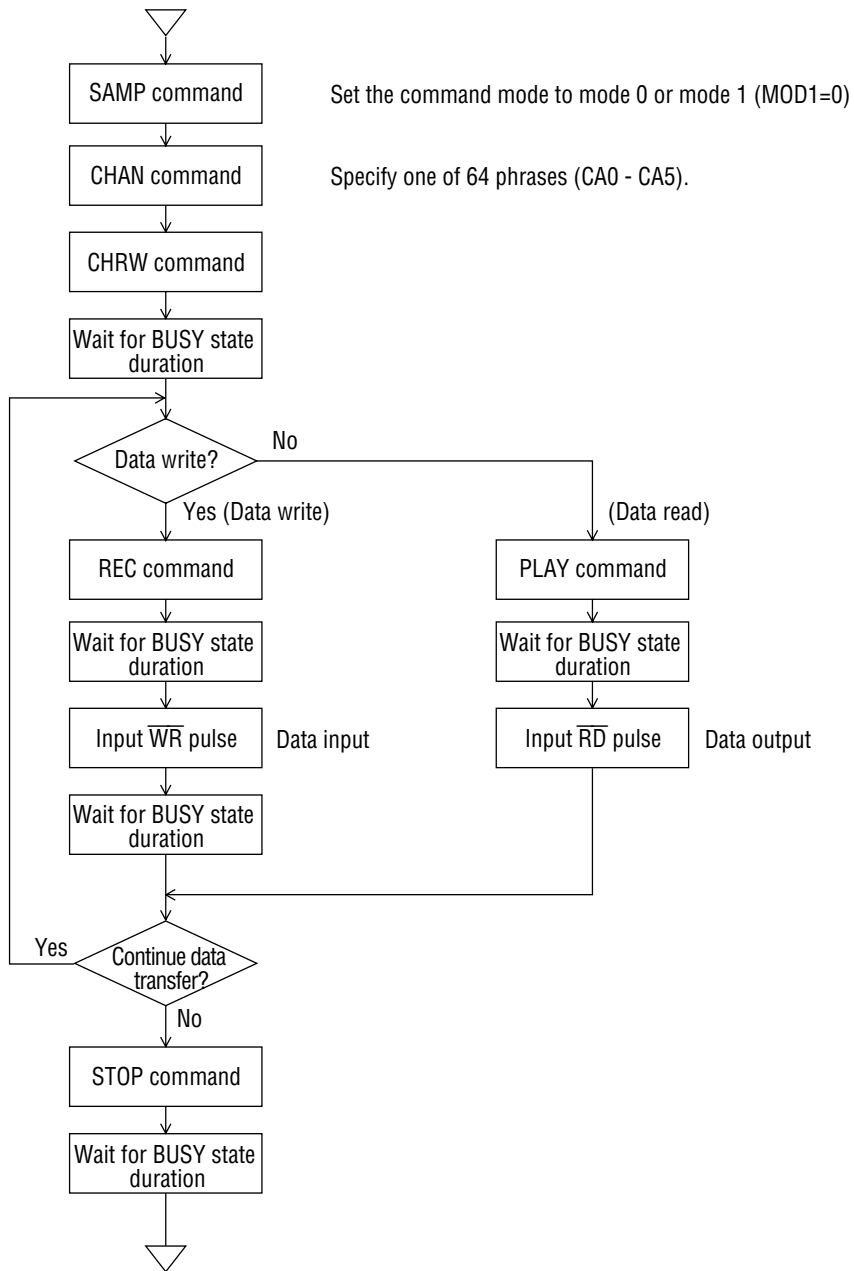 SAMP command
Set the command mode to mode 0 or mode 1 (MOD1=0)
CHAN command
Specify one of 64 phrases (CA0 - CA5).
CHRW command
Wait for BUSY state
duration
Data write?
No
Yes (Data write)
(Data read)
REC command
PLAY command
Wait for BUSY state
duration
Wait for BUSY state
duration
Input W̅R̅ pulse
Data input
Input R̅D̅ pulse
Data output
Wait for BUSY state
duration
Yes
Continue data
transfer?
No
STOP command
Wait for BUSY state
duration